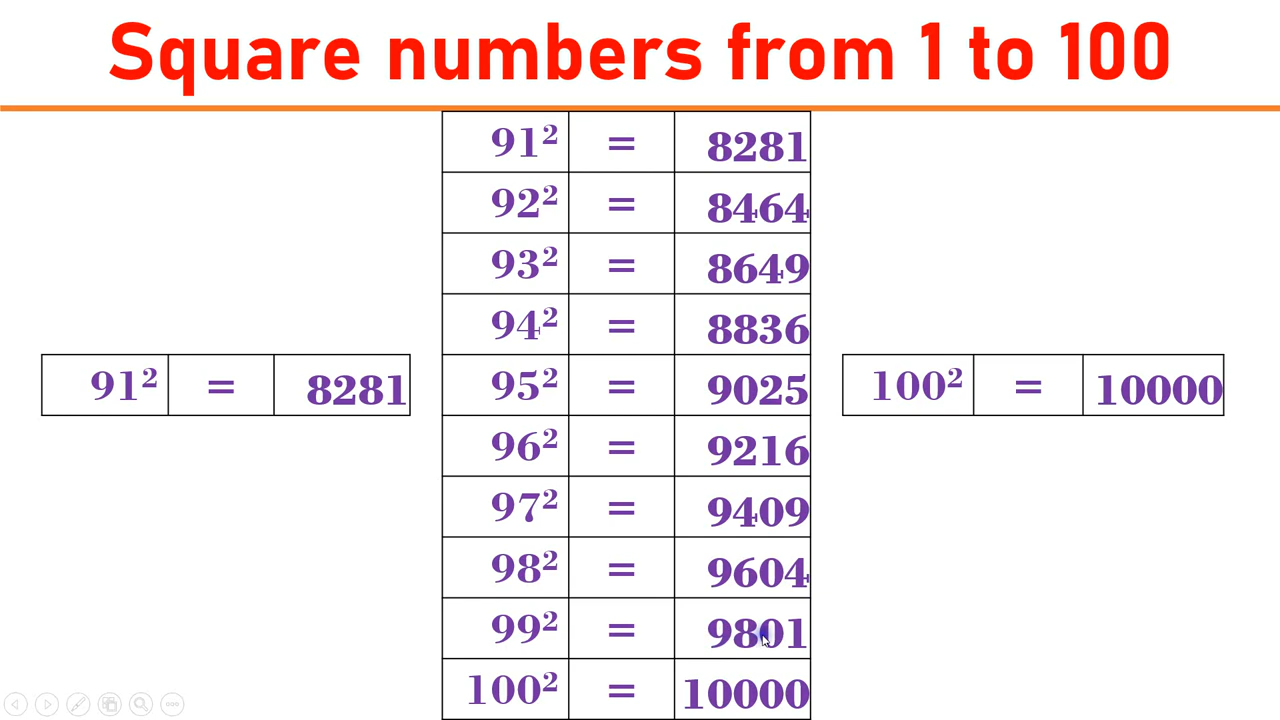 Square numbers from 1 to 100
91² = 8281
92² = 8464
93² = 8649
94² = 8836
91² = 8281
95² = 9025
100² = 10000
96² = 9216
97² = 9409
98² = 9604
99² = 9801
100² = 10000